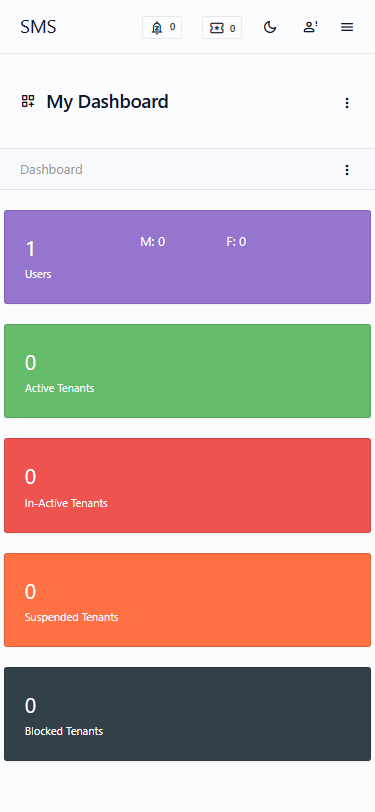 SMS 0 0
My Dashboard
Dashboard
1 M: 0 F: 0
Users
0
Active Tenants
0
In-Active Tenants
0
Suspended Tenants
0
Blocked Tenants